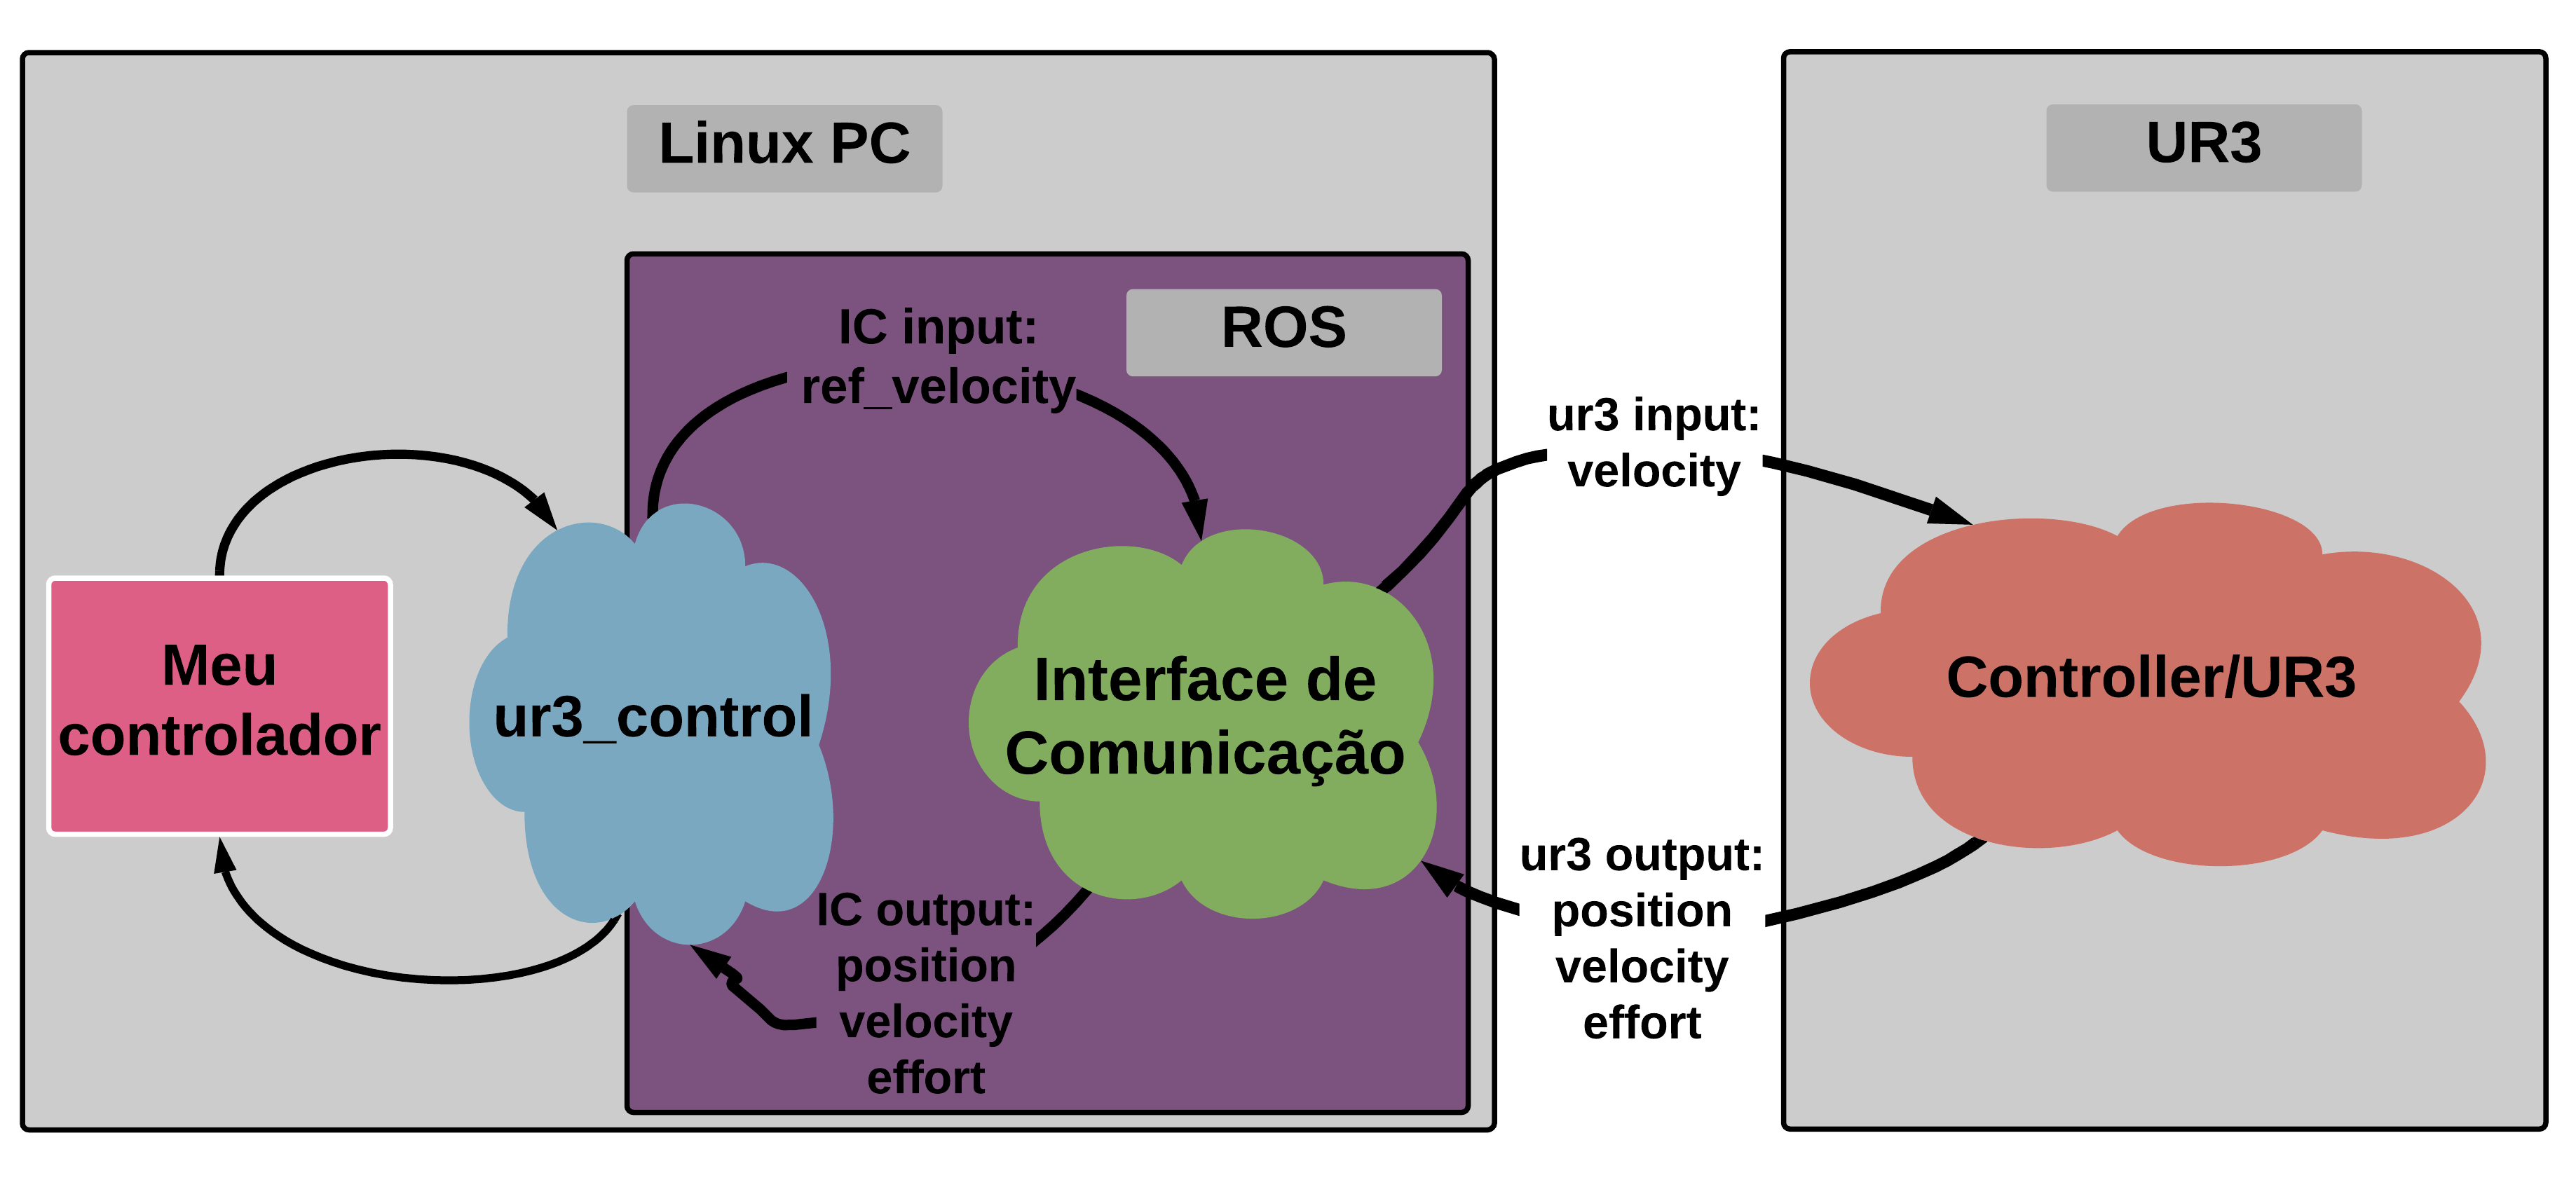 Linux PC
UR3
ROS
IC input:
ref_velocity
ur3 input:
velocity
Meu
controlador
ur3_control
Interface de
Comunicação
Controller/UR3
IC output:
position
velocity
effort
ur3 output:
position
velocity
effort